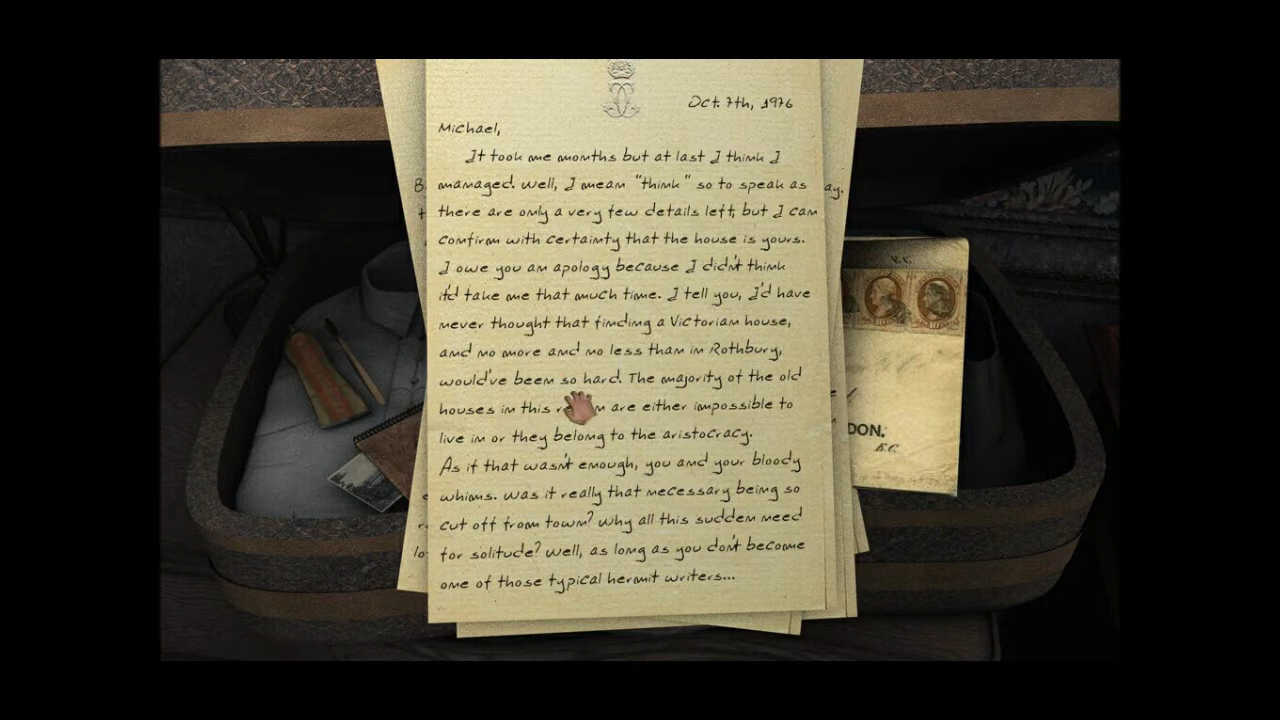 Oct. 7th, 1976
Michael,
It took me months but at last I think I
managed. Well, I mean "think" so to speak as
there are only a very few details left, but I can
confirm with certainty that the house is yours.
I owe you an apology because I didn't think
it'd take me that much time. I tell you, I'd have
never thought that finding a Victorian house,
and no more and no less than in Rothbury,
would've been so hard. The majority of the old
houses in this are either impossible to
live in or they belong to the aristocracy.
As if that wasn't enough, you and your bloody
whims. Was it really that necessary being so
cut off from town? Why all this sudden need
for solitude? Well, as long as you don't become
one of those typical hermit writers...
ay.
DON.